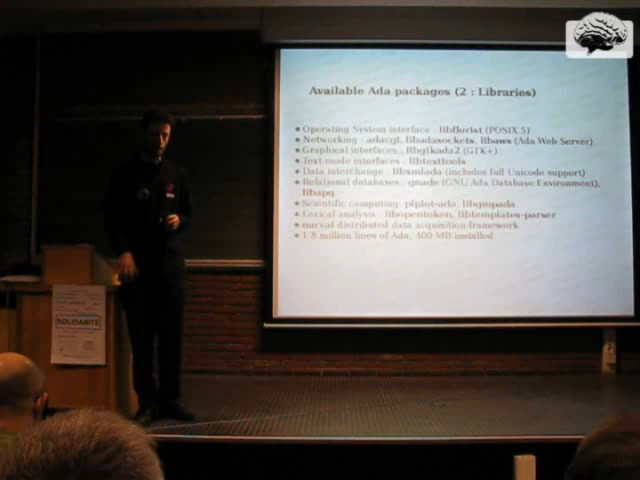 Available Ada packages (2 : Libraries)
Operating System interface : libflorist (POSIX.5)
Networking : adacgi, libadasockets, libaws (Ada Web Server)
Graphical interfaces : libgtkada2 (GTK+)
Text-mode interfaces : libtexttools
Data interchange : libxmlada (includes full Unicode support)
Relational databases : gnade (GNU Ada Database Environment),
libapq
Scientific computing: plplot-ada, libgmpada
Lexical analysis : libopentoken, libtemplates-parser
narval distributed data acquisition framework
1.8 million lines of Ada, 400 MB installed
SOLIDARITE